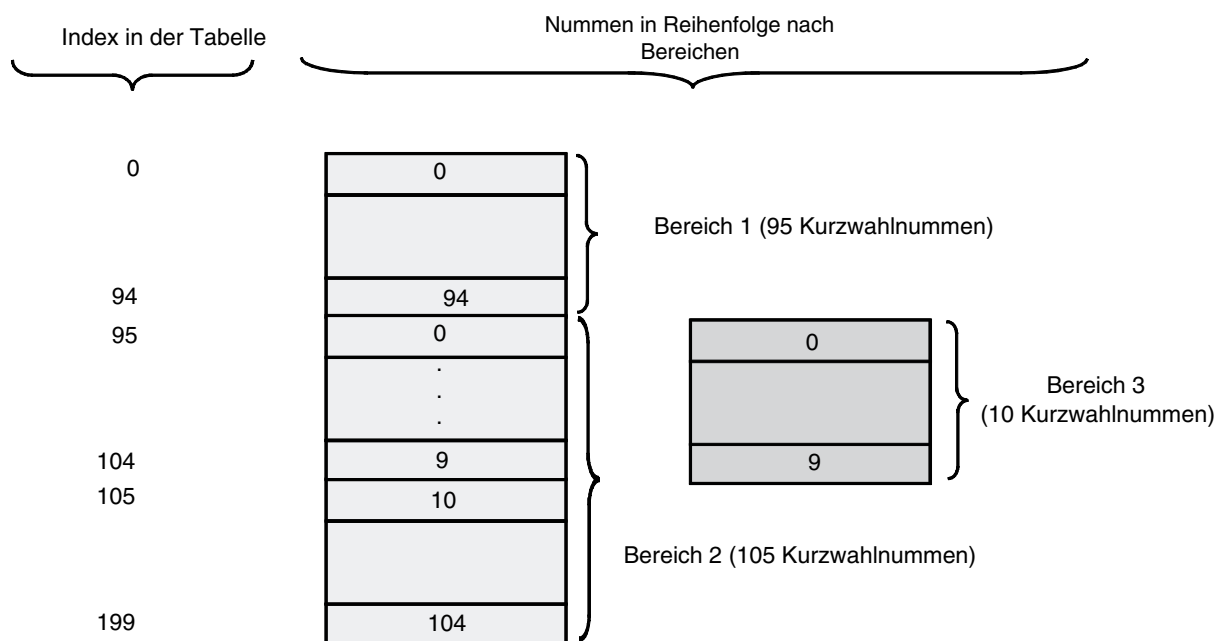 Index in der Tabelle
Nummen in Reihenfolge nach
Bereichen
0
0
Bereich 1 (95 Kurzwahlnummen)
94
94
95
0
0
.
.
.
Bereich 3
(10 Kurzwahlnummen)
104
9
9
105
10
Bereich 2 (105 Kurzwahlnummen)
199
104